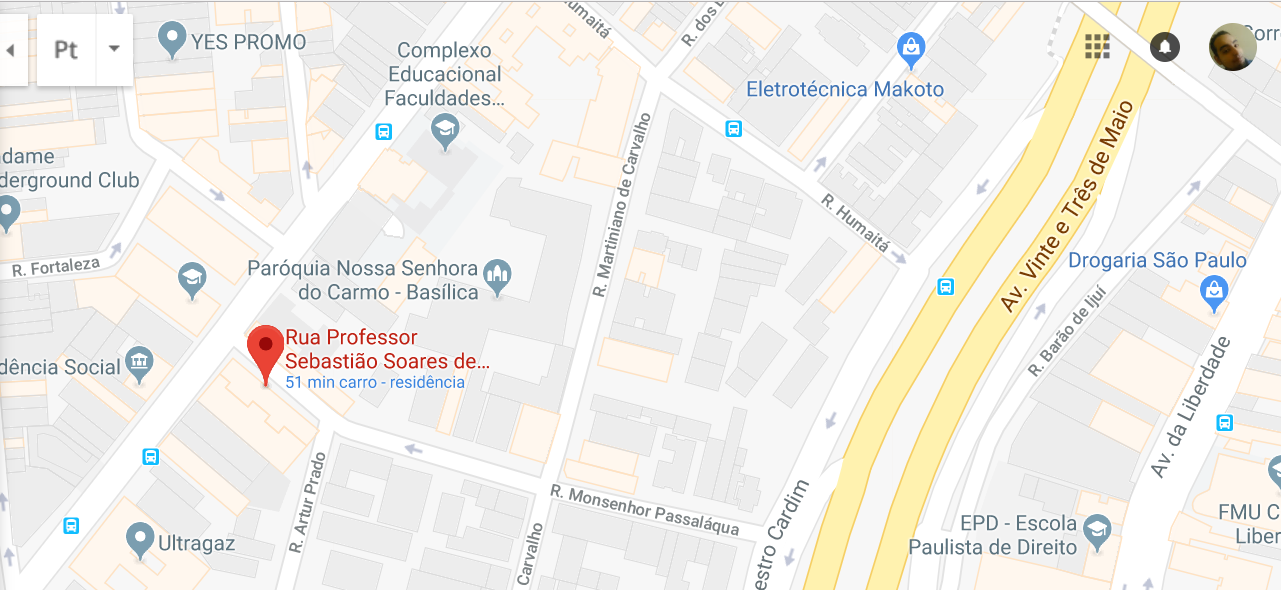 Pt
YES PROMO
Complexo
Educacional
Faculdades...
Humaitá
R. dos
Eletrotécnica Makoto
dame
derground Club
R. Fortaleza
R. Martiniano de Carvalho
R. Humaitá
Av. Vinte e Três de Maio
Paróquia Nossa Senhora
do Carmo - Basílica
Drogaria São Paulo
R. Barão de Ijuí
Rua Professor
Sebastião Soares de...
51 min carro - residência
dência Social
Av. da Liberdade
R. Artur Prado
R. Monsenhor Passaláqua
Carvalho
estro Cardim
Ultragaz
EPD - Escola
Paulista de Direito
FMU C
Liber